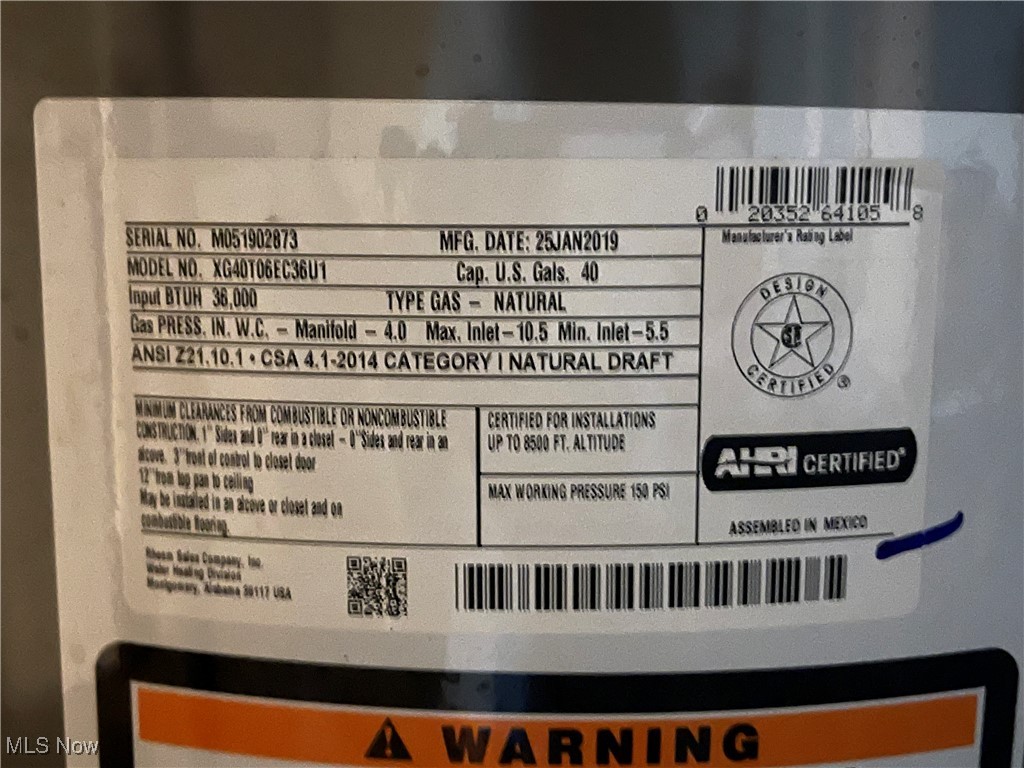 0 20352 64105 8
Manufacturer's Rating Label
SERIAL NO. M051902873 MFG. DATE: 25JAN2019
MODEL NO. XG40T06EC36U1 Cap. U.S. Gals. 40
Input BTUH 36,000 TYPE GAS – NATURAL
Gas PRESS. IN. W.C. – Manifold – 4.0 Max. Inlet–10.5 Min. Inlet–5.5
ANSI Z21.10.1 • CSA 4.1-2014 CATEGORY I NATURAL DRAFT
DESIGN
CERTIFIED ®
MINIMUM CLEARANCES FROM COMBUSTIBLE OR NONCOMBUSTIBLE
CONSTRUCTION. 1" Sides and 0" rear in a closet – 0"Sides and rear in an
alcove. 3"front of control to closet door
12"from top pan to ceiling
May be installed in an alcove or closet and on
combustible flooring.
CERTIFIED FOR INSTALLATIONS
UP TO 8500 FT. ALTITUDE
MAX WORKING PRESSURE 150 PSI
AHRI CERTIFIED®
ASSEMBLED IN MEXICO
Rheem Sales Company, Inc.
Water Heating Division
Montgomery, Alabama 36117 USA
WARNING
MLS Now